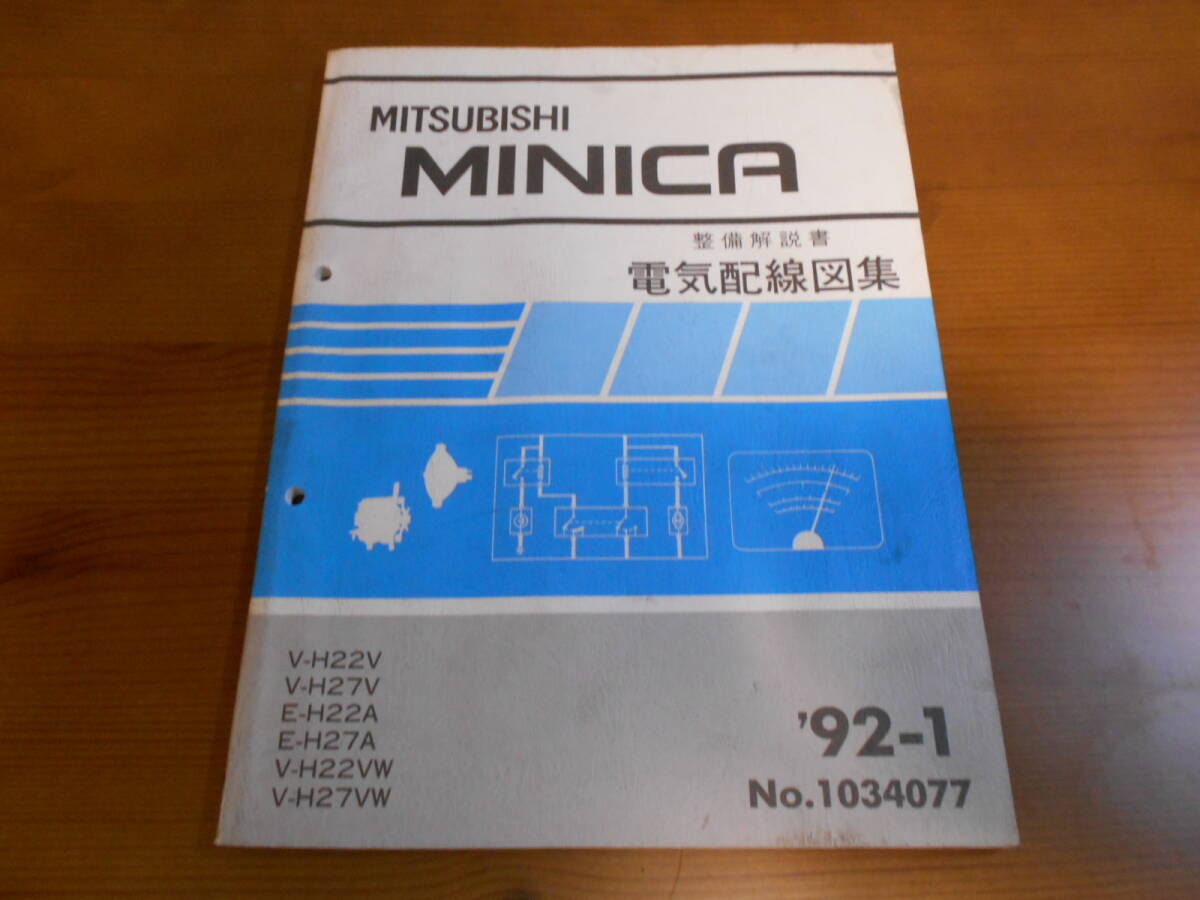 MITSUBISHI
MINICA
整備解説書
電気配線図集
V-H22V
V-H27V
E-H22A
E-H27A
V-H22VW
V-H27VW
'92-1
No.1034077